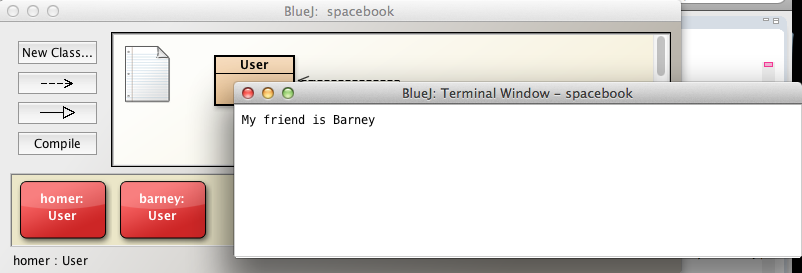 BlueJ: spacebook
New Class...
User
Compile
BlueJ: Terminal Window - spacebook
My friend is Barney
homer:
User
barney:
User
homer : User